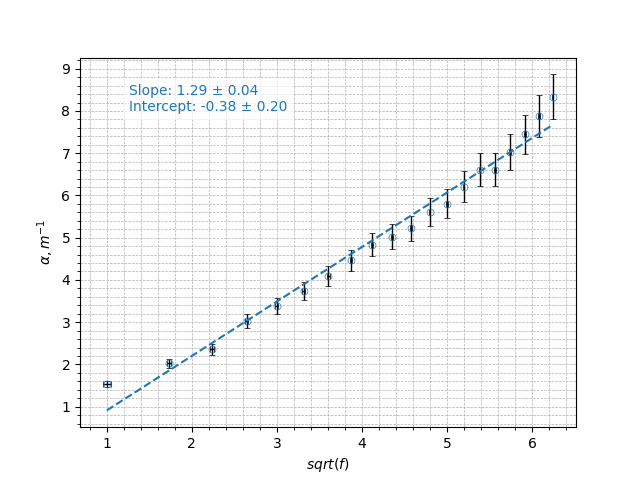 Slope: 1.29 ± 0.04
Intercept: -0.38 ± 0.20
9
8
7
6
5
4
3
2
1
α, m⁻¹
1 2 3 4 5 6
sqrt(f)